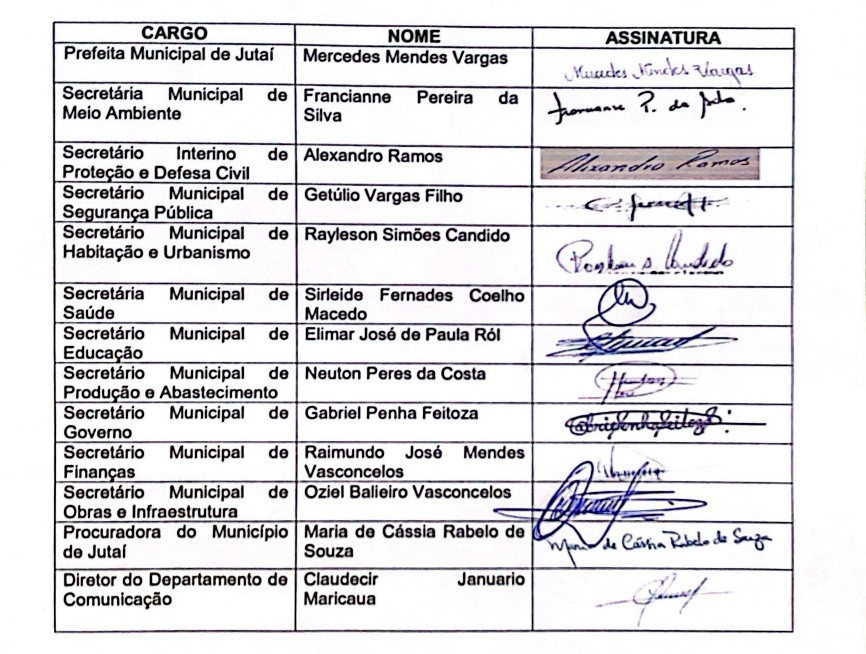 CARGO NOME ASSINATURA
Prefeita Municipal de Jutaí Mercedes Mendes Vargas
Mercedes Mendes Vargas
Secretária Municipal de Francianne Pereira da
Meio Ambiente Silva
Secretário Interino de Alexandro Ramos
Proteção e Defesa Civil
Alexandro Ramos
Secretário Municipal de Getúlio Vargas Filho
Segurança Pública
Secretário Municipal de Rayleson Simões Candido
Habitação e Urbanismo
Secretária Municipal de Sirleide Fernades Coelho
Saúde Macedo
Secretário Municipal de Elimar José de Paula Ról
Educação
Secretário Municipal de Neuton Peres da Costa
Produção e Abastecimento
Secretário Municipal de Gabriel Penha Feitoza
Governo
Secretário Municipal de Raimundo José Mendes
Finanças Vasconcelos
Secretário Municipal de Oziel Balieiro Vasconcelos
Obras e Infraestrutura
Procuradora do Município Maria de Cássia Rabelo de
de Jutaí Souza
Maria de Cássia Rabelo de Souza
Diretor do Departamento de Claudecir Januario
Comunicação Maricaua